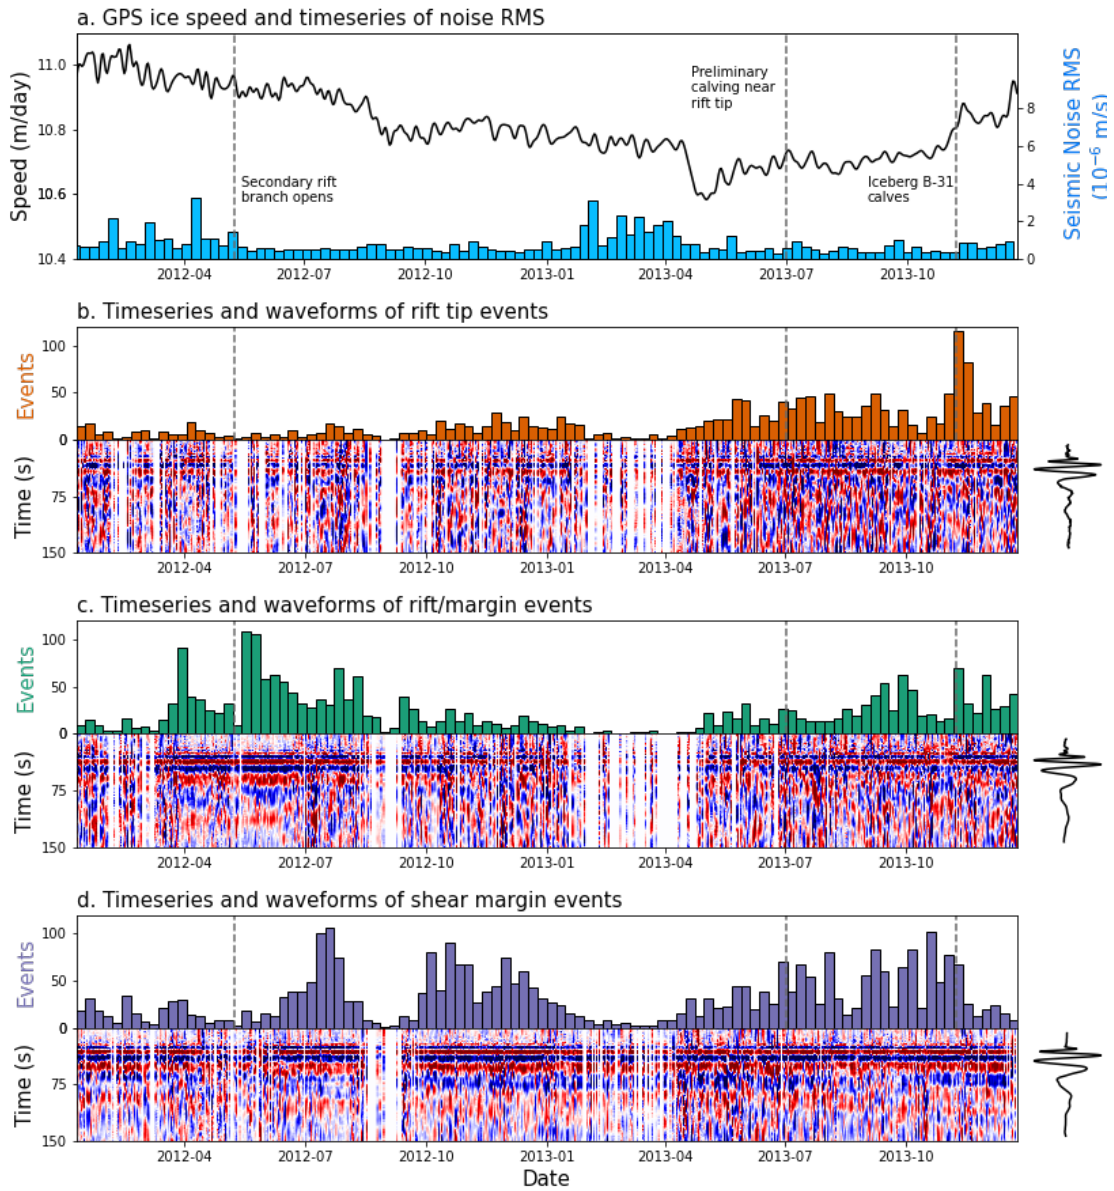 a. GPS ice speed and timeseries of noise RMS
Speed (m/day)
11.0
10.8
10.6
10.4
Secondary rift
branch opens
Preliminary
calving near
rift tip
Iceberg B-31
calves
8
6
4
2
0
Seismic Noise RMS
(10⁻⁶ m/s)
2012-04 2012-07 2012-10 2013-01 2013-04 2013-07 2013-10
b. Timeseries and waveforms of rift tip events
Events
100
50
0
Time (s)
75
150
2012-04 2012-07 2012-10 2013-01 2013-04 2013-07 2013-10
c. Timeseries and waveforms of rift/margin events
Events
100
50
0
Time (s)
75
150
2012-04 2012-07 2012-10 2013-01 2013-04 2013-07 2013-10
d. Timeseries and waveforms of shear margin events
Events
100
50
0
Time (s)
75
150
2012-04 2012-07 2012-10 2013-01 2013-04 2013-07 2013-10
Date